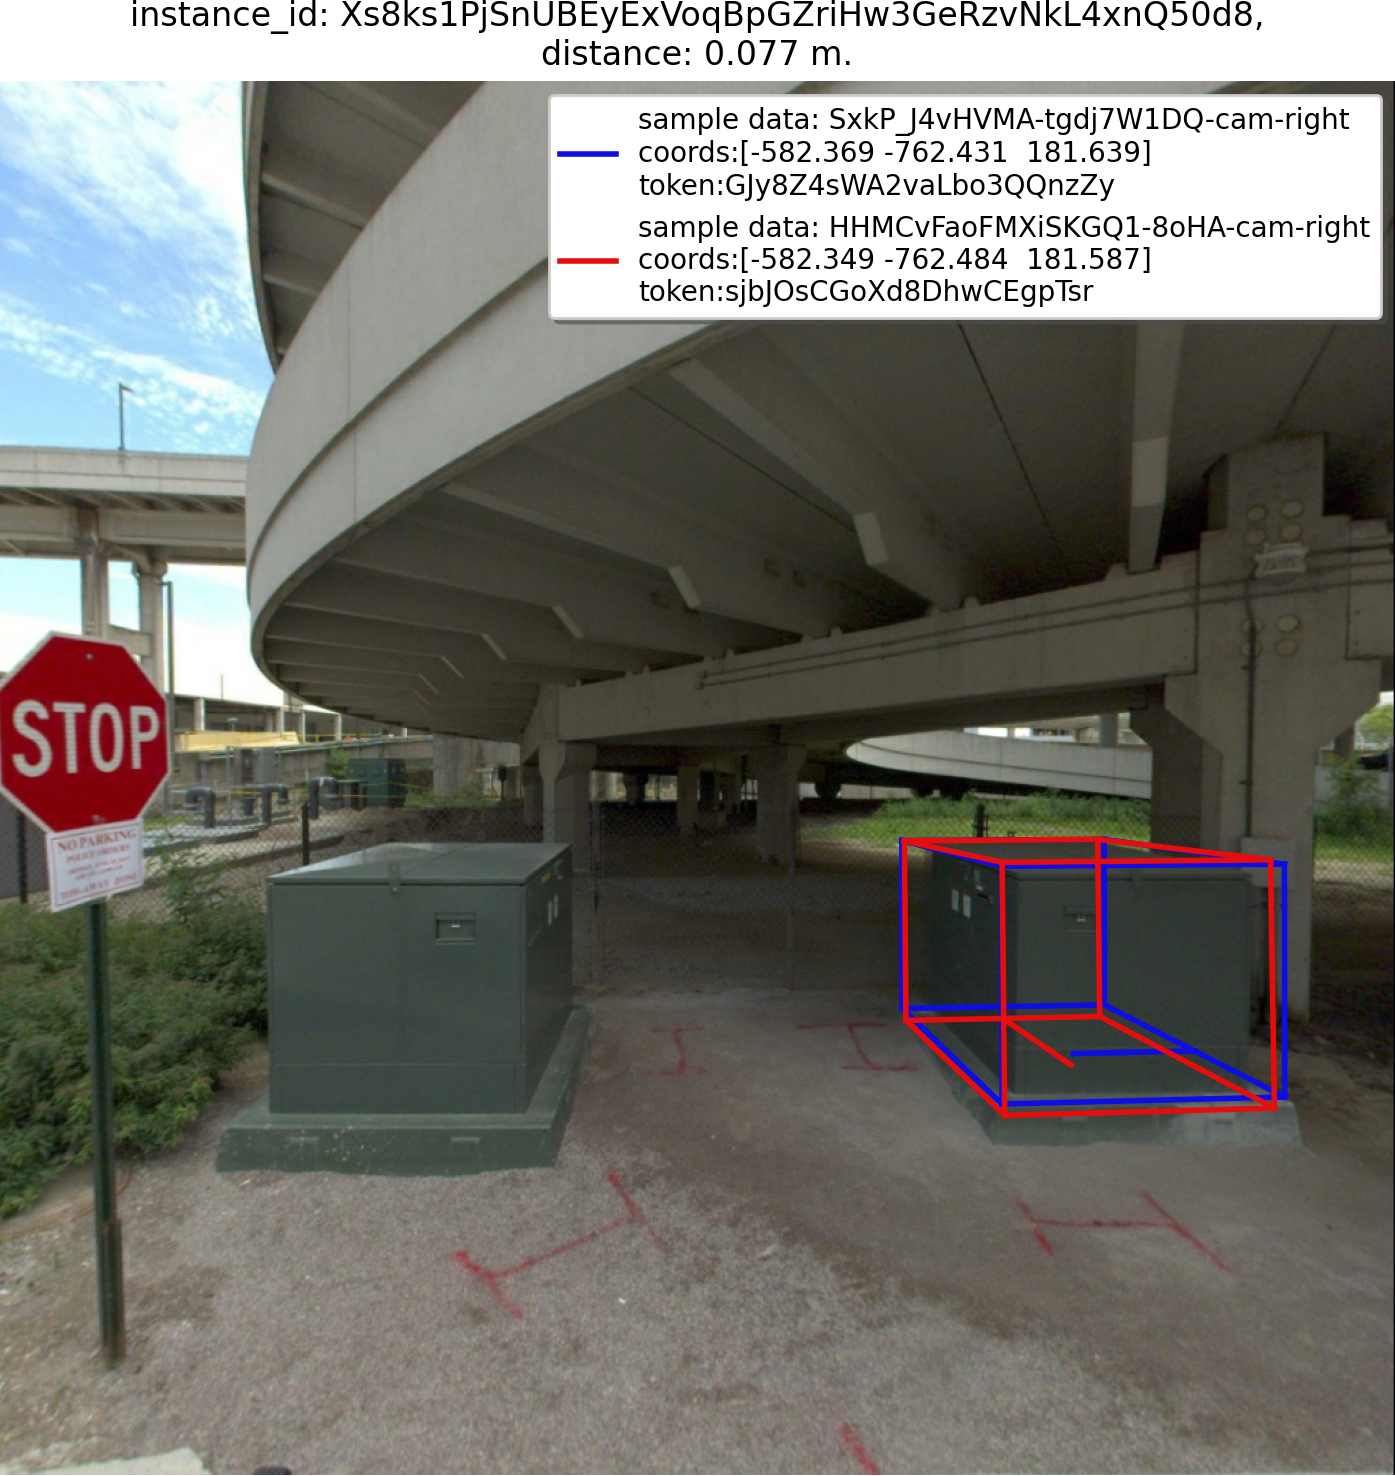 instance_id: Xs8ks1PjSnUBEyExVoqBpGZriHw3GeRzvNkL4xnQ50d8,
distance: 0.077 m.
sample data: SxkP_J4vHVMA-tgdj7W1DQ-cam-right
coords:[-582.369 -762.431  181.639]
token:GJy8Z4sWA2vaLbo3QQnzZy
sample data: HHMCvFaoFMXiSKGQ1-8oHA-cam-right
coords:[-582.349 -762.484  181.587]
token:sjbJOsCGoXd8DhwCEgpTsr
STOP
NO PARKING
POLICE ORDERS
TOW-AWAY ZONE